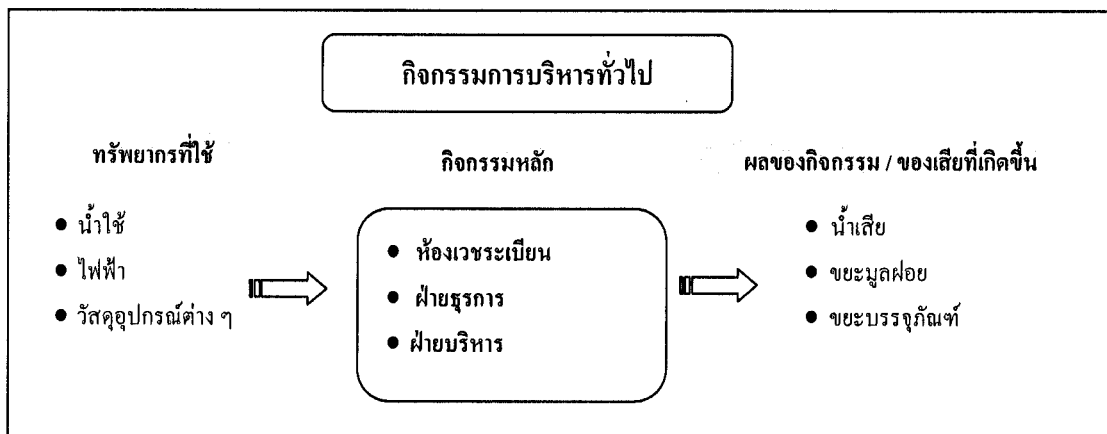 กิจกรรมการบริหารทั่วไป
ทรัพยากรที่ใช้
● น้ำใช้
● ไฟฟ้า
● วัสดุอุปกรณ์ต่าง ๆ
กิจกรรมหลัก
● ห้องเวชระเบียน
● ฝ่ายธุรการ
● ฝ่ายบริหาร
ผลของกิจกรรม / ของเสียที่เกิดขึ้น
● น้ำเสีย
● ขยะมูลฝอย
● ขยะบรรจุภัณฑ์